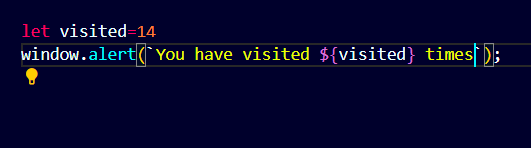 let visited=14
window.alert(`You have visited ${visited} times`);